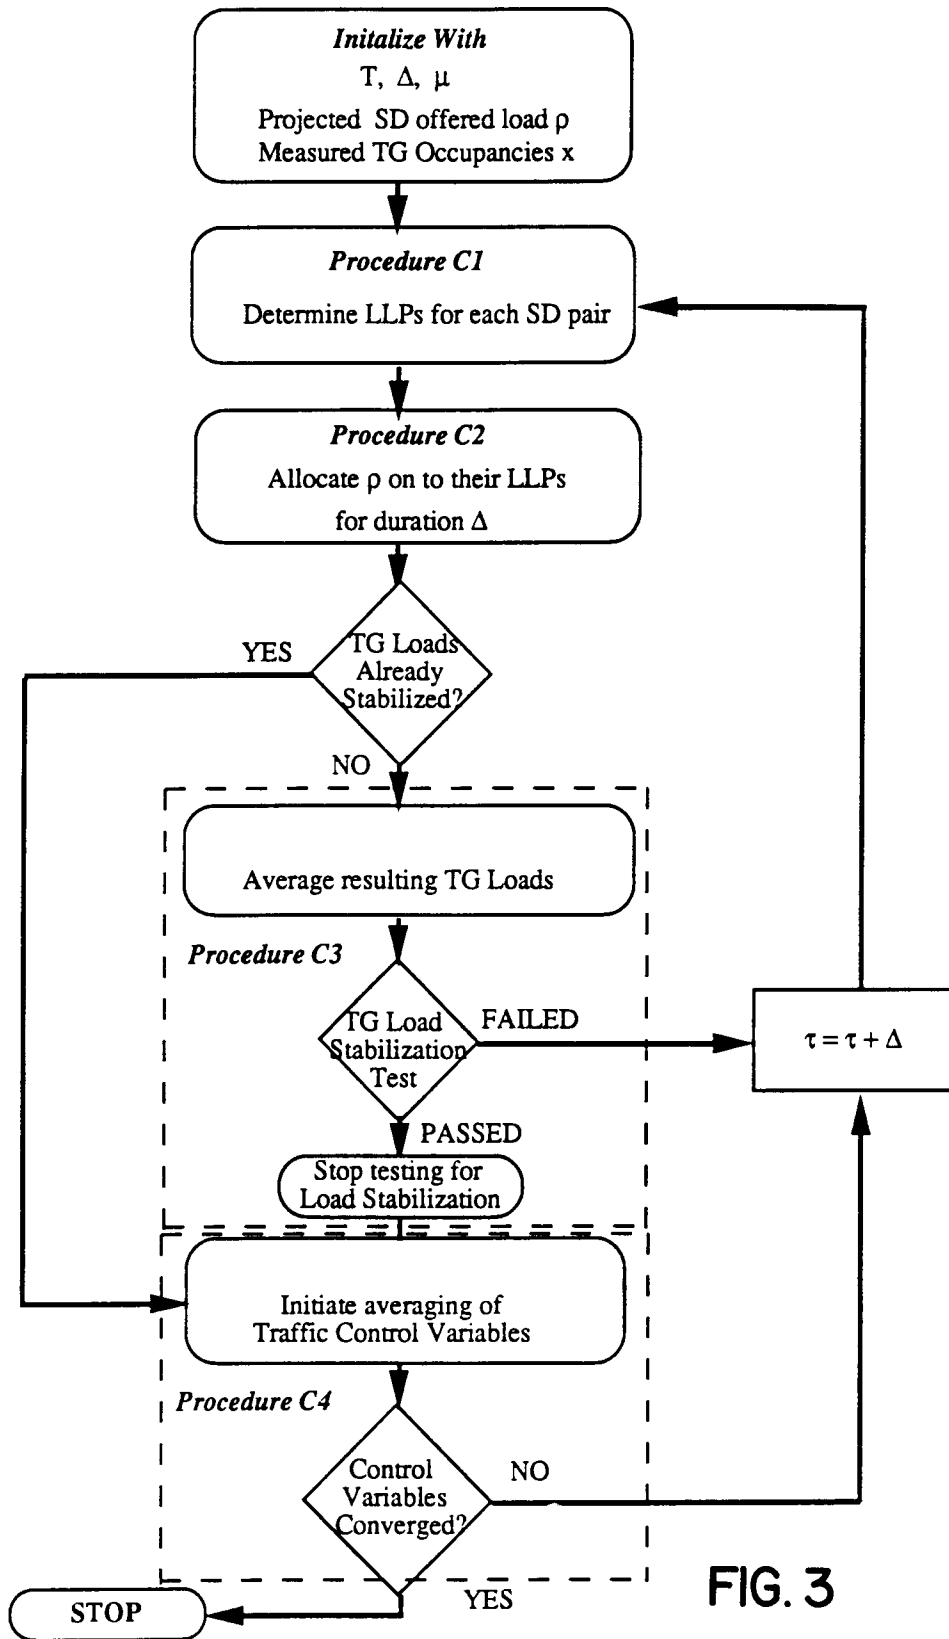 Initalize With
T, Δ, μ
Projected SD offered load ρ
Measured TG Occupancies x
Procedure C1
Determine LLPs for each SD pair
Procedure C2
Allocate ρ on to their LLPs
for duration Δ
YES
TG Loads
Already
Stabilized?
NO
Average resulting TG Loads
Procedure C3
TG Load
Stabilization
Test
FAILED
τ = τ + Δ
PASSED
Stop testing for
Load Stabilization
Initiate averaging of
Traffic Control Variables
Procedure C4
Control
Variables
Converged?
NO
YES
STOP
FIG. 3